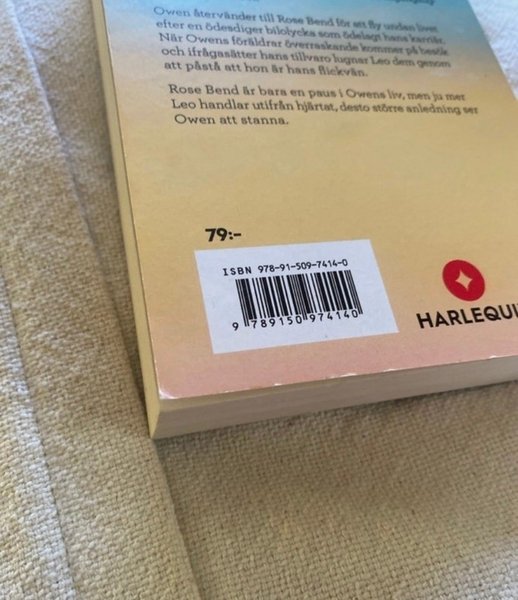 Owen återvänder till Rose Bend för att fly undan livet
efter en ödesdiger bilolycka som ödelagt hans karriär.
När Owens föräldrar överraskande kommer på besök
och ifrågasätter hans tillvaro lugnar Leo dem genom
att påstå att hon är hans flickvän.
Rose Bend är bara en paus i Owens liv, men ju mer
Leo handlar utifrån hjärtat, desto större anledning ser
Owen att stanna.
79:-
ISBN 978-91-509-7414-0
9 789150 974140
HARLEQUI